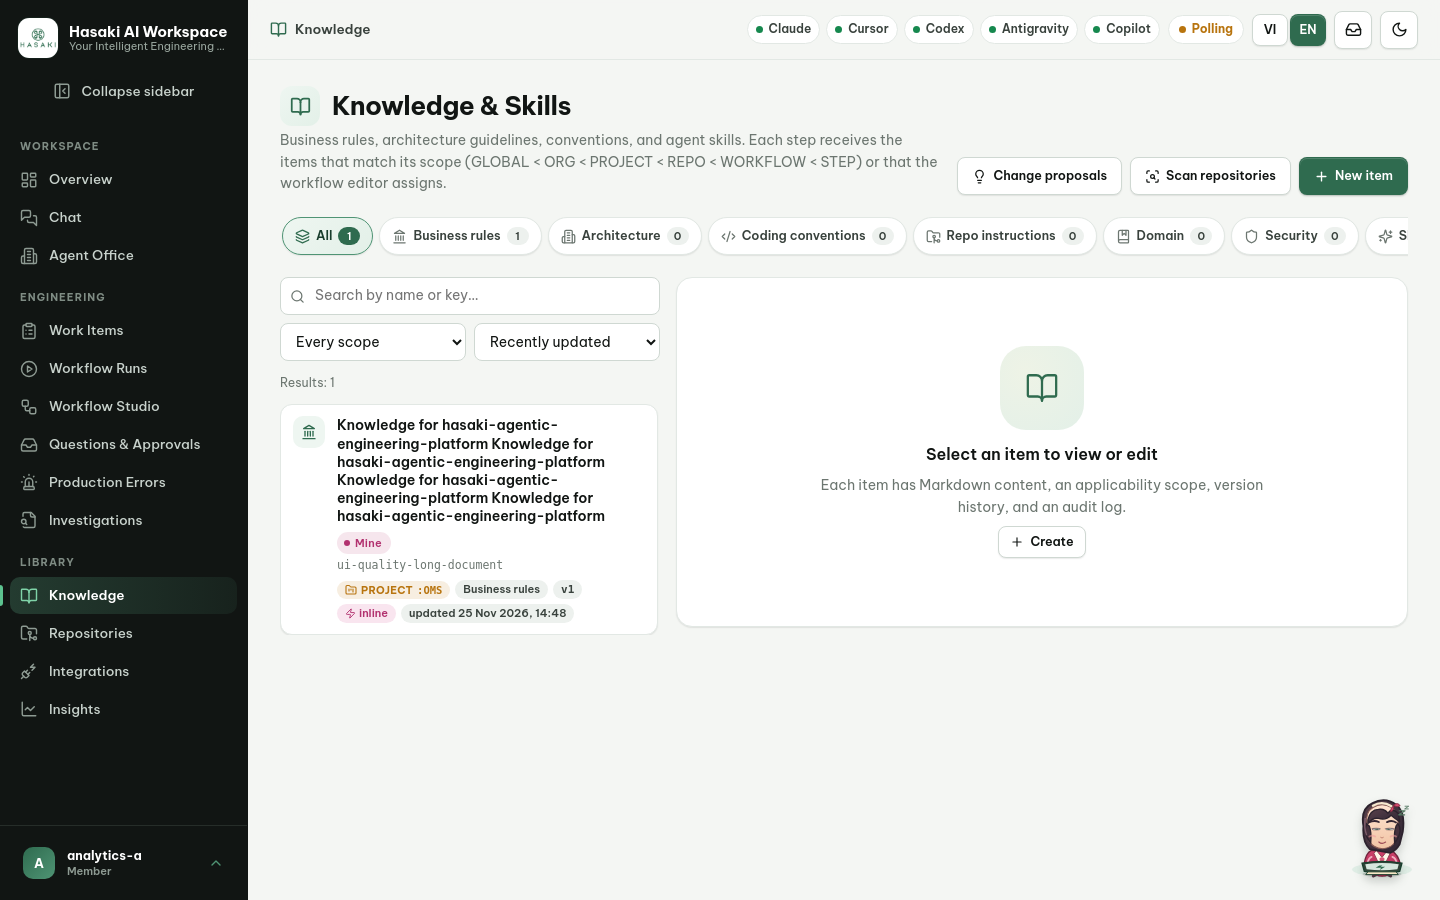 HASAKI
Hasaki AI Workspace
Your Intelligent Engineering ...
Collapse sidebar
WORKSPACE
Overview
Chat
Agent Office
ENGINEERING
Work Items
Workflow Runs
Workflow Studio
Questions & Approvals
Production Errors
Investigations
LIBRARY
Knowledge
Repositories
Integrations
Insights
A
analytics-a
Member
Knowledge
Claude
Cursor
Codex
Antigravity
Copilot
Polling
VI
EN
Knowledge & Skills
Business rules, architecture guidelines, conventions, and agent skills. Each step receives the
items that match its scope (GLOBAL < ORG < PROJECT < REPO < WORKFLOW < STEP) or that the
workflow editor assigns.
Change proposals
Scan repositories
New item
All 1
Business rules 1
Architecture 0
Coding conventions 0
Repo instructions 0
Domain 0
Security 0
S
Search by name or key...
Every scope
Recently updated
Results: 1
Knowledge for hasaki-agentic-
engineering-platform Knowledge for
hasaki-agentic-engineering-platform
Knowledge for hasaki-agentic-
engineering-platform Knowledge for
hasaki-agentic-engineering-platform
Mine
ui-quality-long-document
PROJECT :OMS
Business rules
v1
inline
updated 25 Nov 2026, 14:48
Select an item to view or edit
Each item has Markdown content, an applicability scope, version
history, and an audit log.
Create